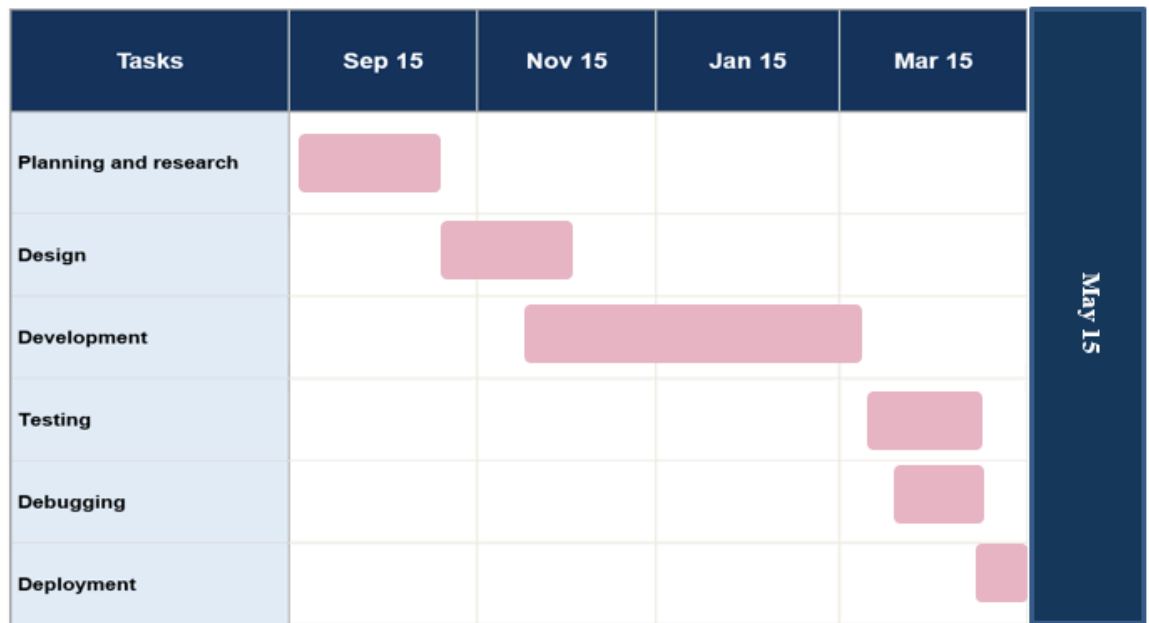 Tasks
Sep 15
Nov 15
Jan 15
Mar 15
May 15
Planning and research
Design
Development
Testing
Debugging
Deployment